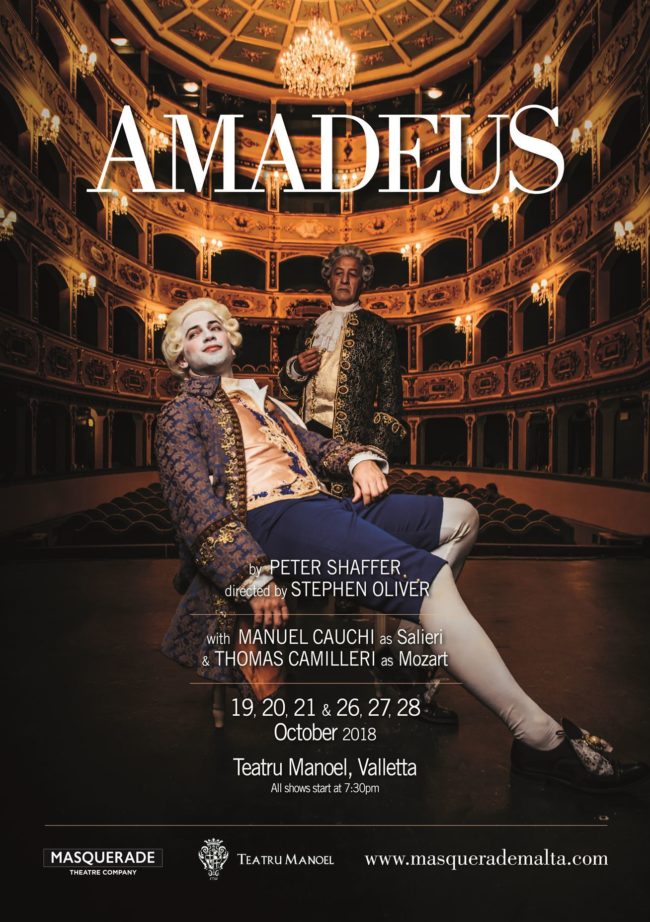 AMADEUS
by PETER SHAFFER
directed by STEPHEN OLIVER
with MANUEL CAUCHI as Salieri
& THOMAS CAMILLERI as Mozart
19, 20, 21 & 26, 27, 28
October 2018
Teatru Manoel, Valletta
All shows start at 7:30pm
MASQUERADE
THEATRE COMPANY
TEATRU MANOEL
www.masquerademalta.com